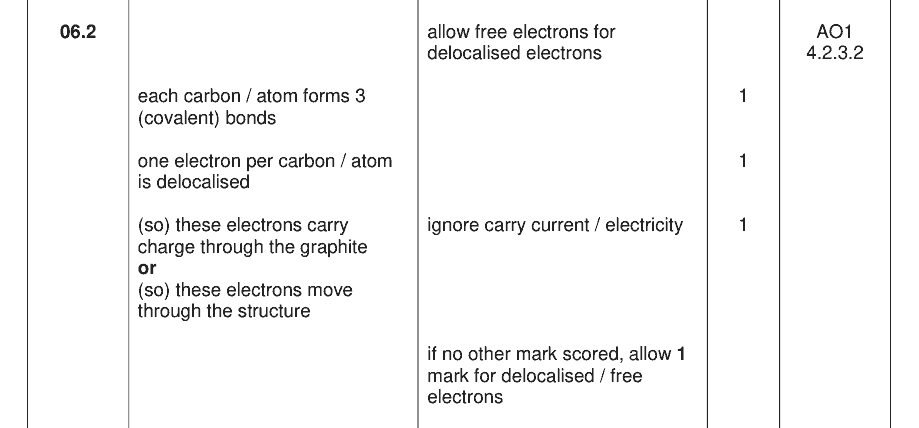 06.2
allow free electrons for
delocalised electrons
AO1
4.2.3.2
each carbon / atom forms 3
(covalent) bonds
1
one electron per carbon / atom
is delocalised
1
(so) these electrons carry
charge through the graphite
or
(so) these electrons move
through the structure
ignore carry current / electricity
1
if no other mark scored, allow 1
mark for delocalised / free
electrons